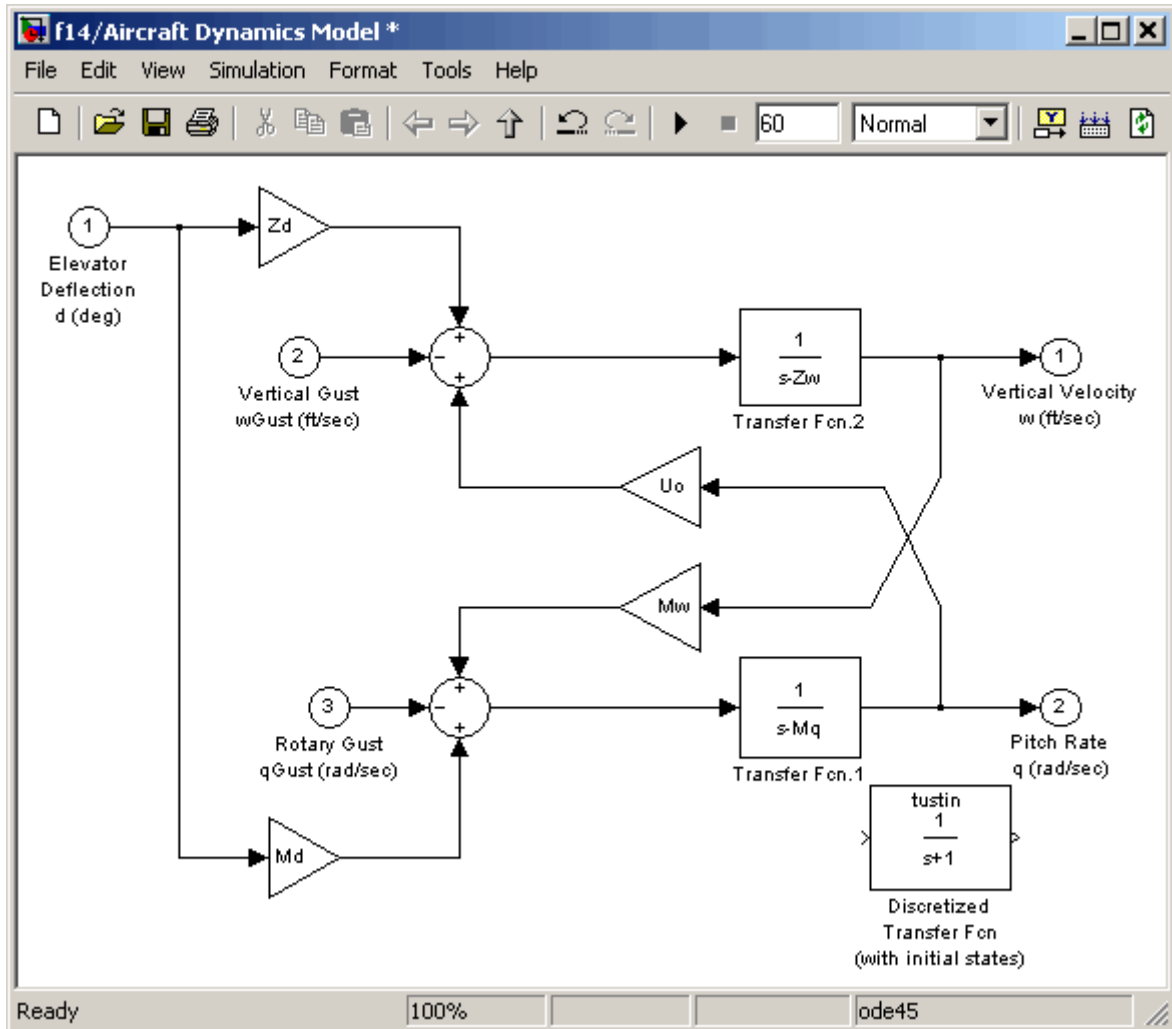 f14/Aircraft Dynamics Model *
File Edit View Simulation Format Tools Help
60 Normal
1
Elevator
Deflection
d (deg)
Zd
2
Vertical Gust
wGust (ft/sec)
+
−
+
1
s-Zw
Transfer Fcn.2
1
Vertical Velocity
w (ft/sec)
Uo
Mw
3
Rotary Gust
qGust (rad/sec)
+
−
+
1
s-Mq
Transfer Fcn.1
2
Pitch Rate
q (rad/sec)
Md
tustin
1
s+1
Discretized
Transfer Fcn
(with initial states)
Ready 100% ode45